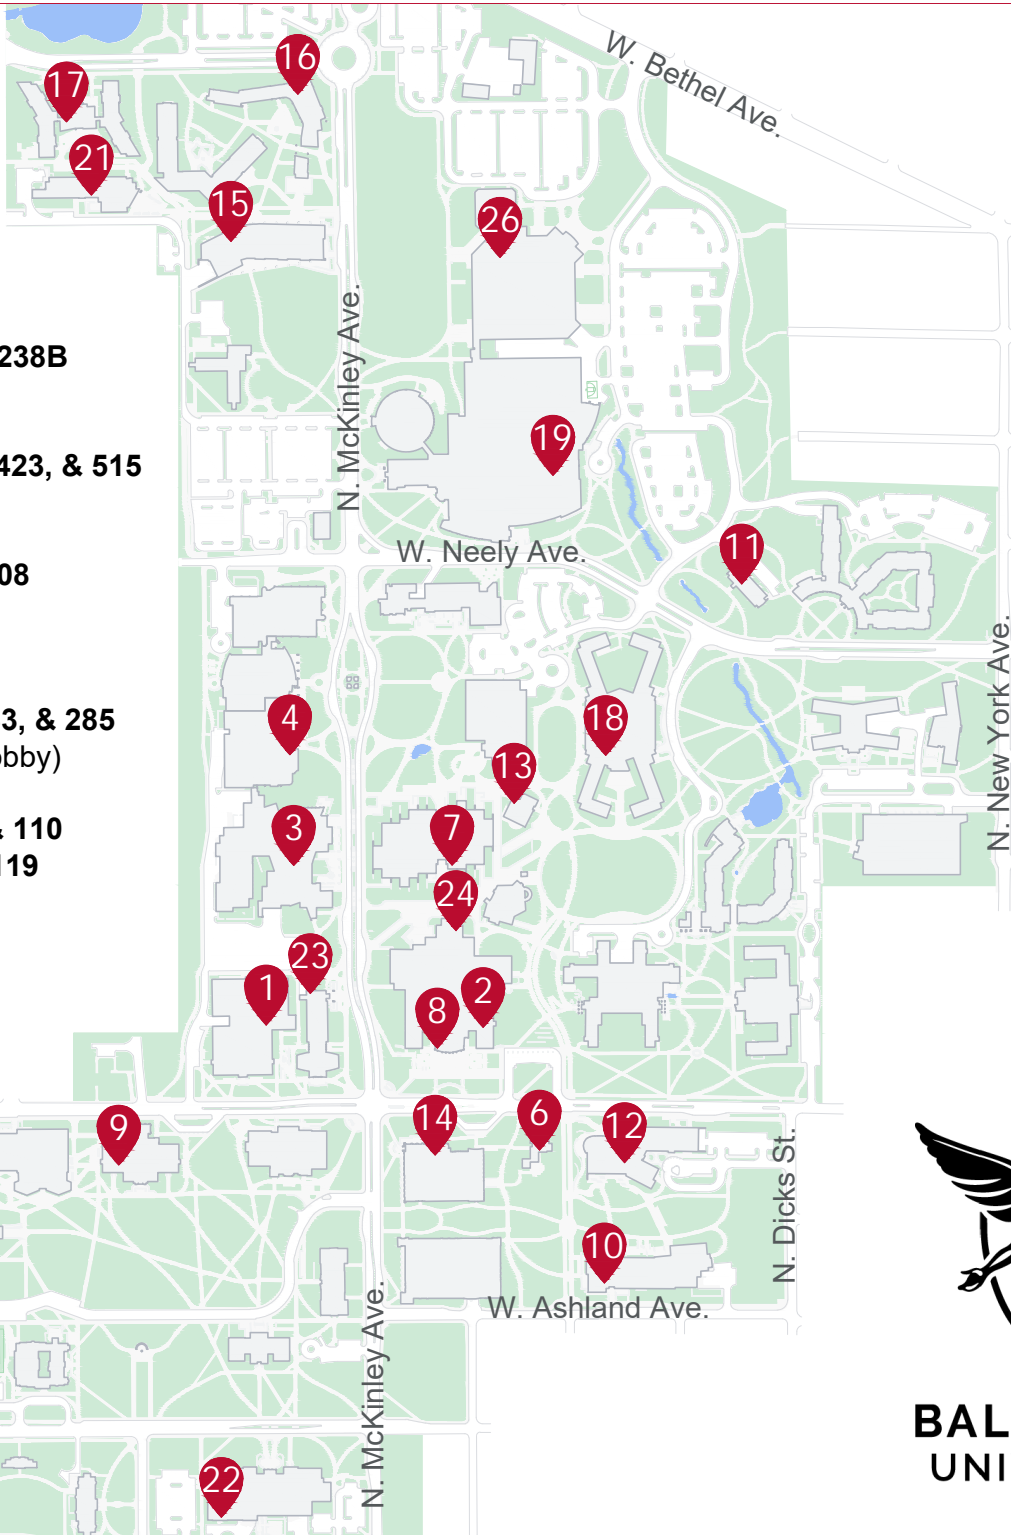 W. Bethel Ave.
16
17
21
15
26
N. McKinley Ave.
238B
19
423, & 515
W. Neely Ave.
11
08
N. New York Ave.
3, & 285
4
18
obby)
13
3
7
& 110
119
24
23
1
2
8
14
6
9
12
N. Dicks St.
10
W. Ashland Ave.
N. McKinley Ave.
BAL
UNI
22